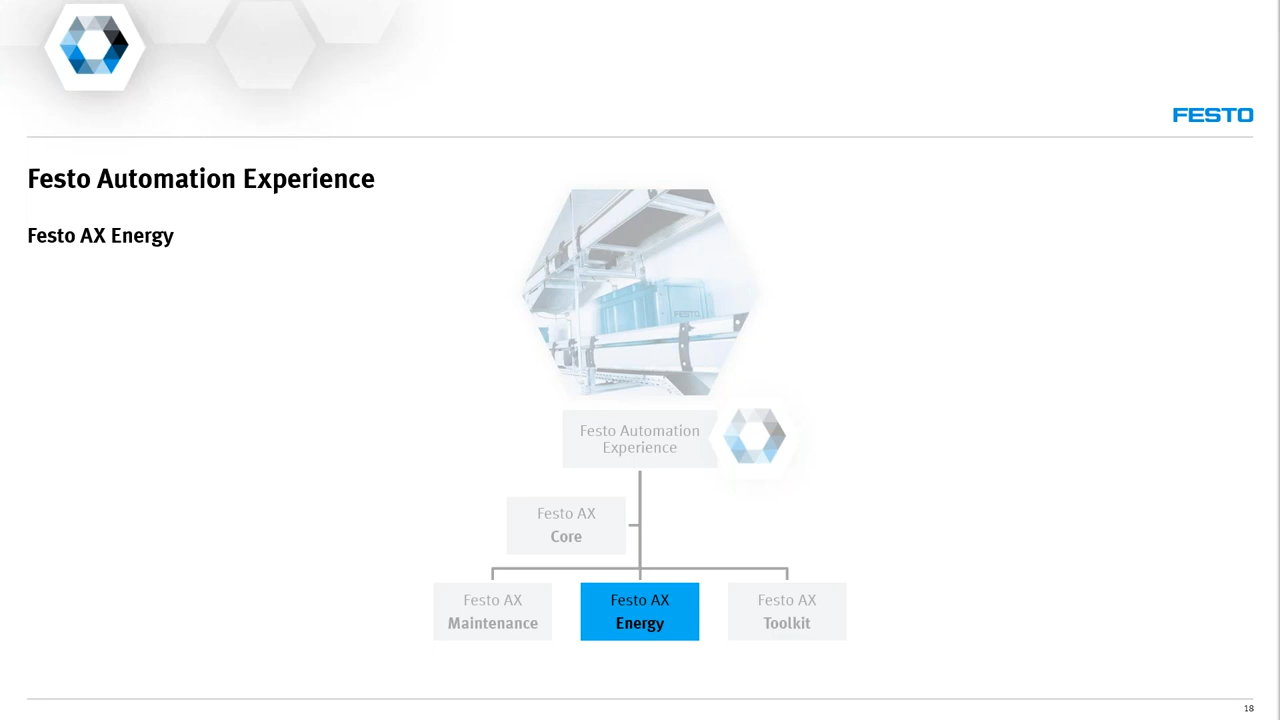 FESTO
Festo Automation Experience
Festo AX Energy
FESTO
Festo Automation
Experience
Festo AX
Core
Festo AX
Maintenance
Festo AX
Energy
Festo AX
Toolkit
18